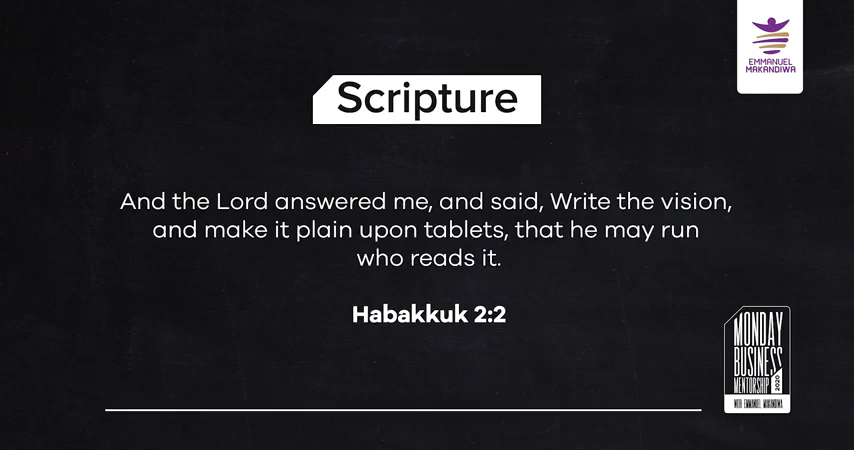 EMMANUEL
MAKANDIWA
Scripture
And the Lord answered me, and said, Write the vision,
and make it plain upon tablets, that he may run
who reads it.
Habakkuk 2:2
MONDAY
BUSINESS
MENTORSHIP
2020
WITH EMMANUEL MAKANDIWA